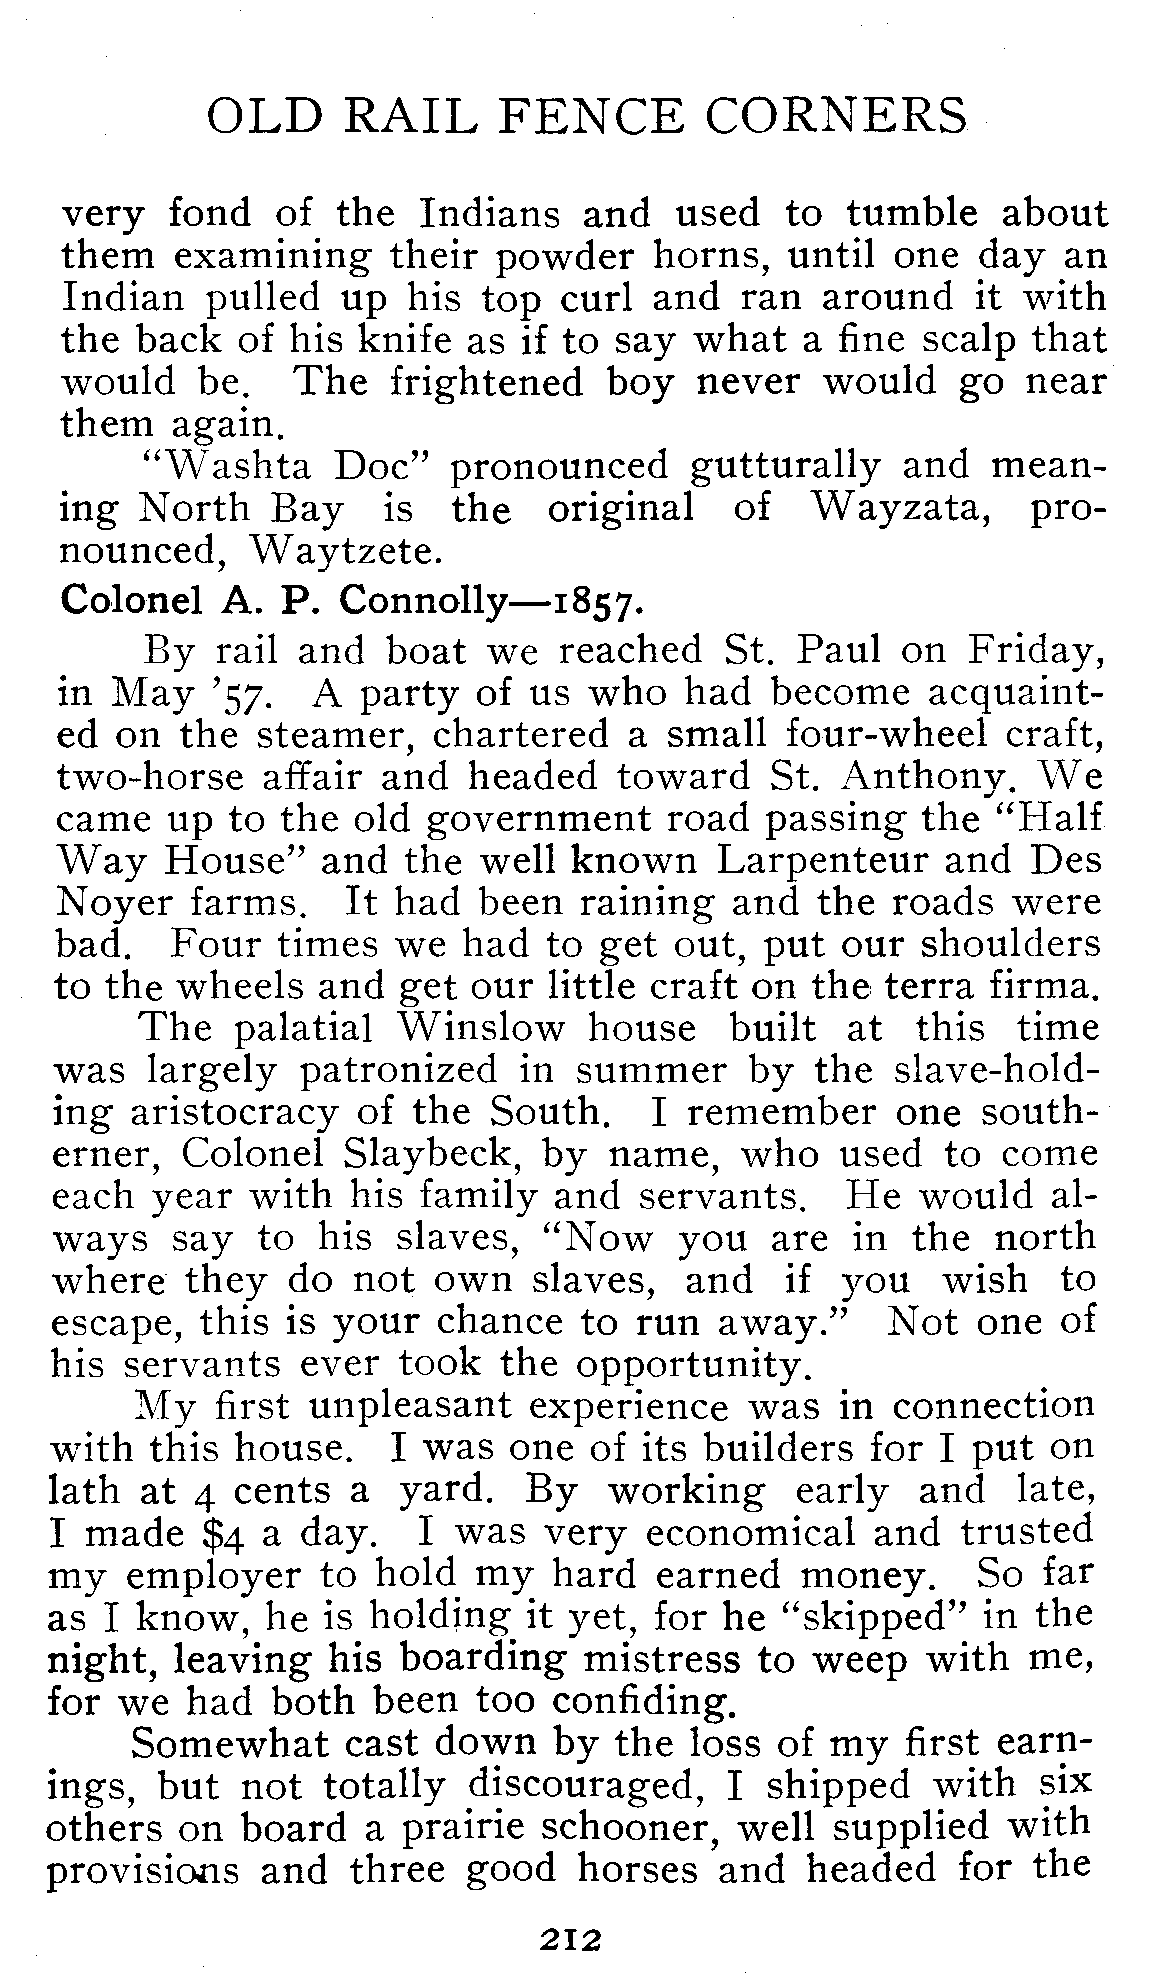 OLD RAIL FENCE CORNERS
very fond of the Indians and used to tumble about
them examining their powder horns, until one day an
Indian pulled up his top curl and ran around it with
the back of his knife as if to say what a fine scalp that
would be. The frightened boy never would go near
them again.
“Washta Doc” pronounced gutturally and mean-
ing North Bay is the original of Wayzata, pro-
nounced, Waytzete.
Colonel A. P. Connolly—1857.
By rail and boat we reached St. Paul on Friday,
in May ’57. A party of us who had become acquaint-
ed on the steamer, chartered a small four-wheel craft,
two-horse affair and headed toward St. Anthony. We
came up to the old government road passing the “Half
Way House” and the well known Larpenteur and Des
Noyer farms. It had been raining and the roads were
bad. Four times we had to get out, put our shoulders
to the wheels and get our little craft on the terra firma.
The palatial Winslow house built at this time
was largely patronized in summer by the slave-hold-
ing aristocracy of the South. I remember one south-
erner, Colonel Slaybeck, by name, who used to come
each year with his family and servants. He would al-
ways say to his slaves, “Now you are in the north
where they do not own slaves, and if you wish to
escape, this is your chance to run away.” Not one of
his servants ever took the opportunity.
My first unpleasant experience was in connection
with this house. I was one of its builders for I put on
lath at 4 cents a yard. By working early and late,
I made $4 a day. I was very economical and trusted
my employer to hold my hard earned money. So far
as I know, he is holding it yet, for he “skipped” in the
night, leaving his boarding mistress to weep with me,
for we had both been too confiding.
Somewhat cast down by the loss of my first earn-
ings, but not totally discouraged, I shipped with six
others on board a prairie schooner, well supplied with
provisions and three good horses and headed for the
212